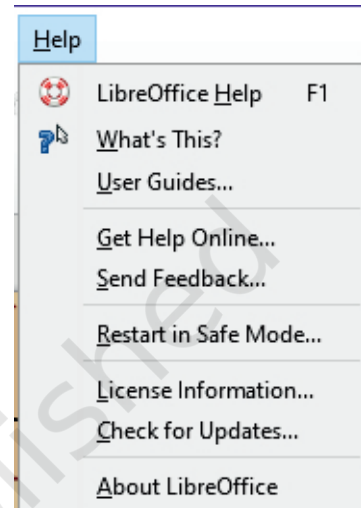 Help
LibreOffice Help F1
What's This?
User Guides...
Get Help Online...
Send Feedback...
Restart in Safe Mode...
License Information...
Check for Updates...
About LibreOffice